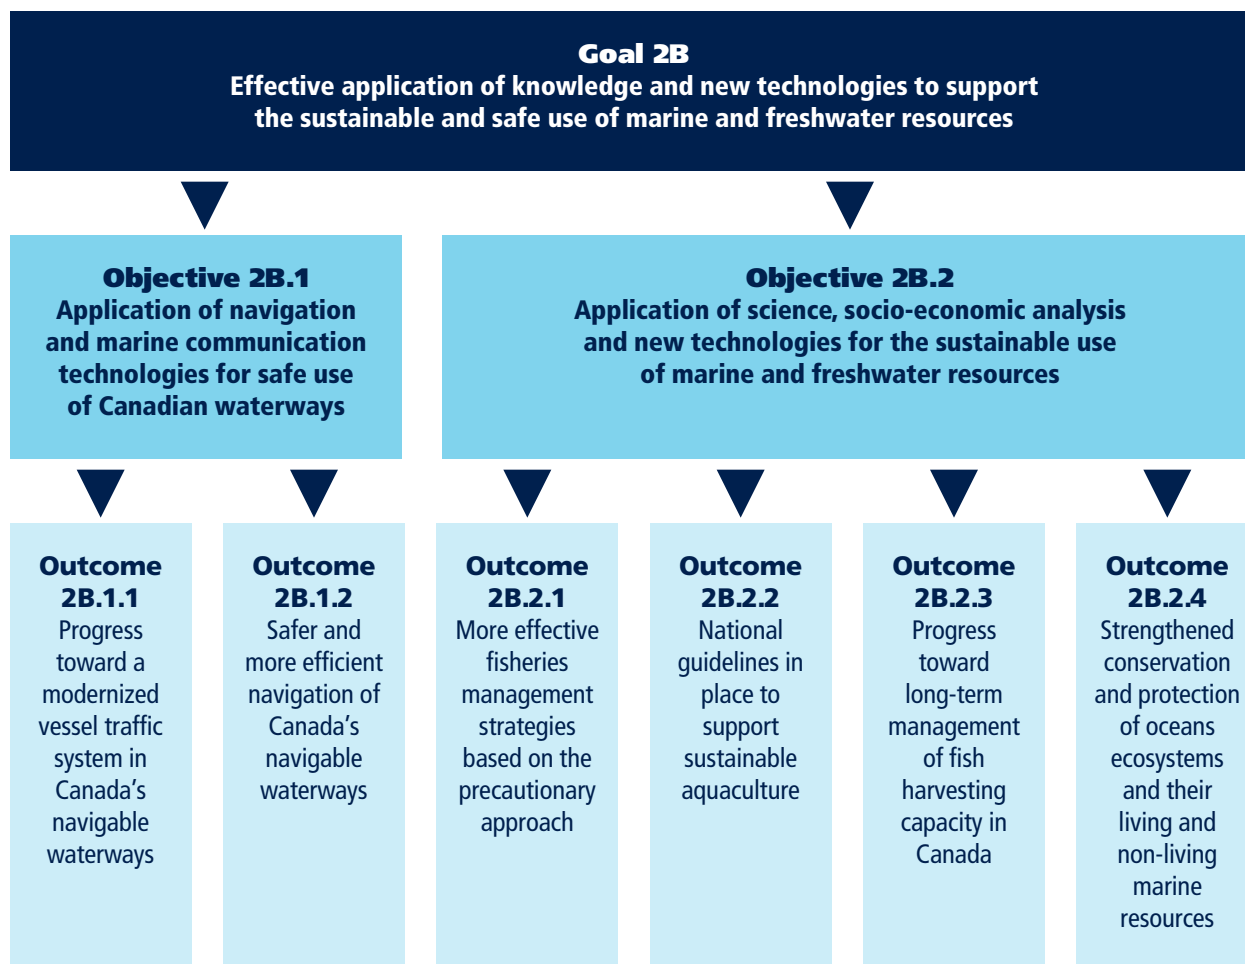 Goal 2B
Effective application of knowledge and new technologies to support
the sustainable and safe use of marine and freshwater resources
Objective 2B.1
Application of navigation
and marine communication
technologies for safe use
of Canadian waterways
Objective 2B.2
Application of science, socio-economic analysis
and new technologies for the sustainable use
of marine and freshwater resources
Outcome
2B.1.1
Progress
toward a
modernized
vessel traffic
system in
Canada's
navigable
waterways
Outcome
2B.1.2
Safer and
more efficient
navigation of
Canada's
navigable
waterways
Outcome
2B.2.1
More effective
fisheries
management
strategies
based on the
precautionary
approach
Outcome
2B.2.2
National
guidelines in
place to
support
sustainable
aquaculture
Outcome
2B.2.3
Progress
toward
long-term
management
of fish
harvesting
capacity in
Canada
Outcome
2B.2.4
Strengthened
conservation
and protection
of oceans
ecosystems
and their
living and
non-living
marine
resources